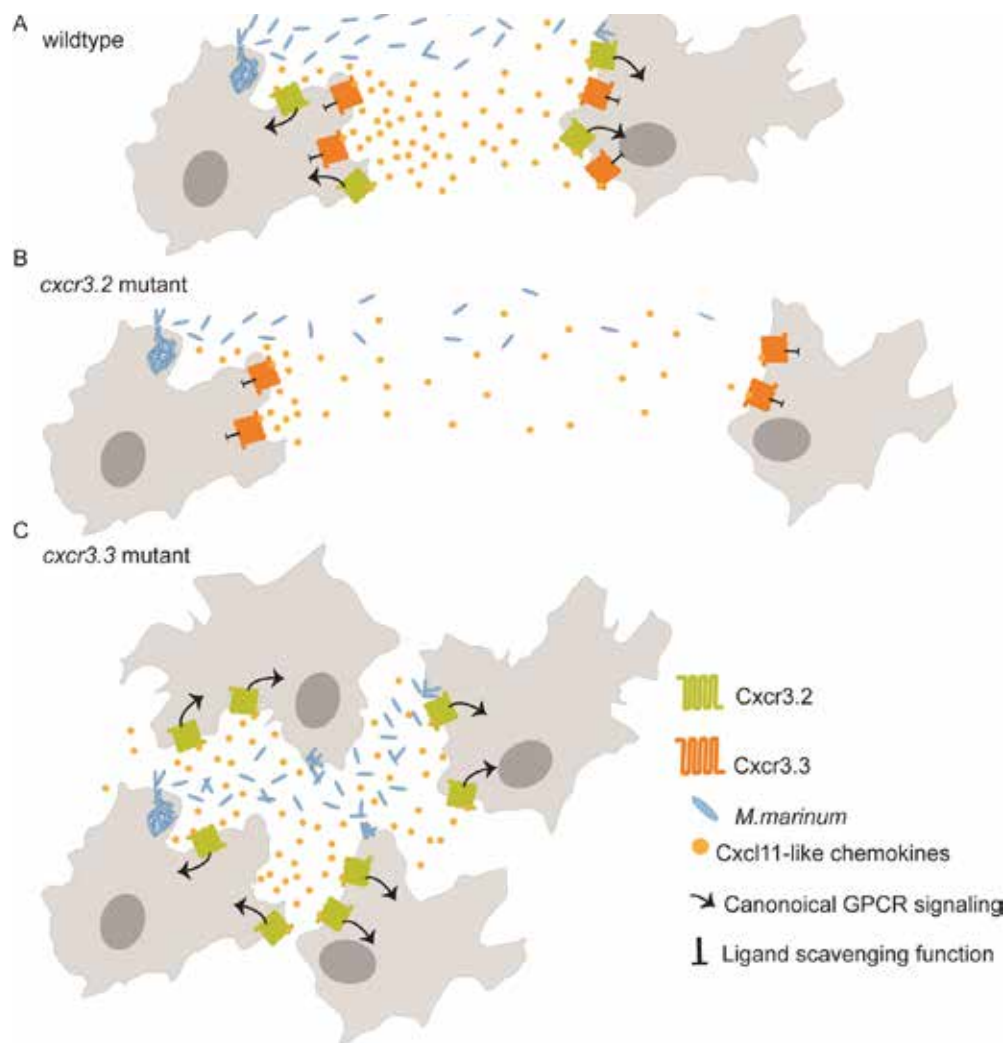 A
wildtype
B
cxcr3.2 mutant
C
cxcr3.3 mutant
Cxcr3.2
Cxcr3.3
M.marinum
Cxcl11-like chemokines
Canonoical GPCR signaling
Ligand scavenging function